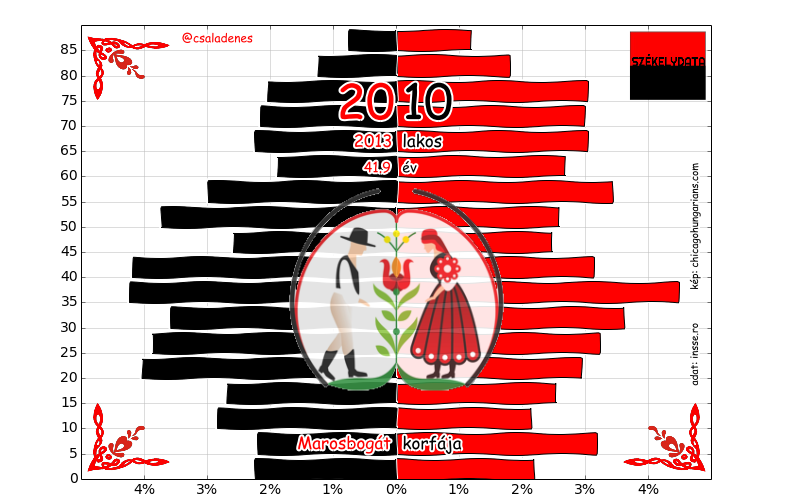 @csaladenes
SZÉKELYDATA
2010
2013 lakos
41,9 év
85
80
75
70
65
60
55
50
45
40
35
30
25
20
15
10
5
0
kép: chicagohungarians.com
adat: insse.ro
Marosbogát korfája
4% 3% 2% 1% 0% 1% 2% 3% 4%